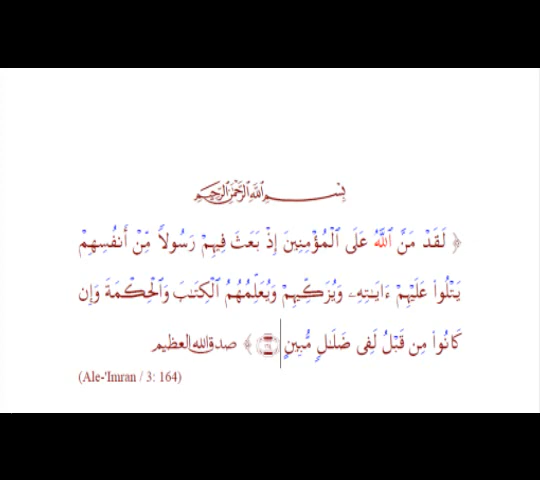 بِسْمِ اللَّهِ الرَّحْمَٰنِ الرَّحِيمِ
﴿ لَقَدْ مَنَّ ٱللَّهُ عَلَى ٱلْمُؤْمِنِينَ إِذْ بَعَثَ فِيهِمْ رَسُولًا مِّنْ أَنفُسِهِمْ
يَتْلُوا۟ عَلَيْهِمْ ءَايَـٰتِهِۦ وَيُزَكِّيهِمْ وَيُعَلِّمُهُمُ ٱلْكِتَـٰبَ وَٱلْحِكْمَةَ وَإِن
كَانُوا۟ مِن قَبْلُ لَفِى ضَلَـٰلٍ مُّبِينٍ ﴿١٦٤﴾ ﴾ صدق الله العظيم
(Ale-'Imran / 3: 164)